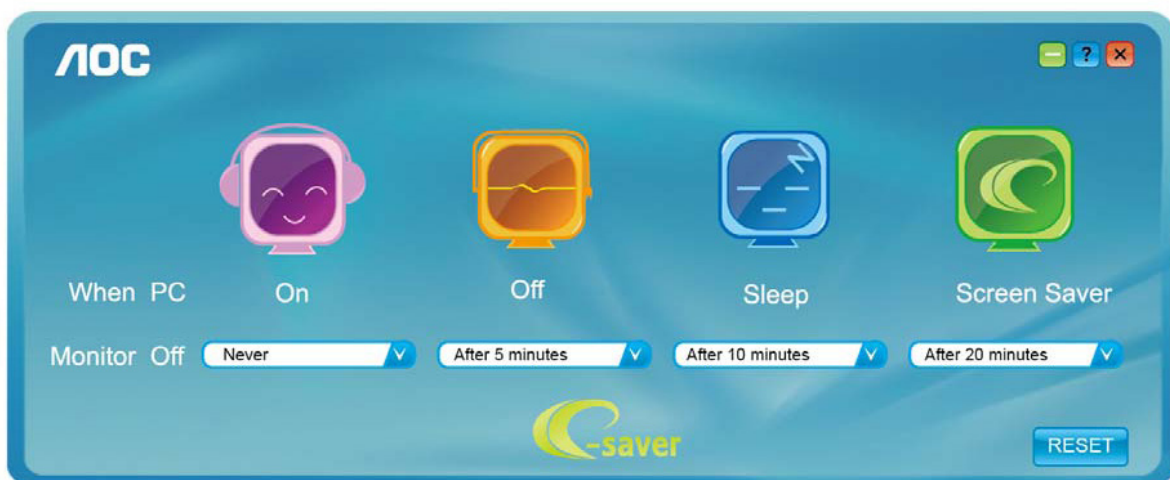 AOC
?
When PC On Off Sleep Screen Saver
Monitor Off Never After 5 minutes After 10 minutes After 20 minutes
e-saver
RESET